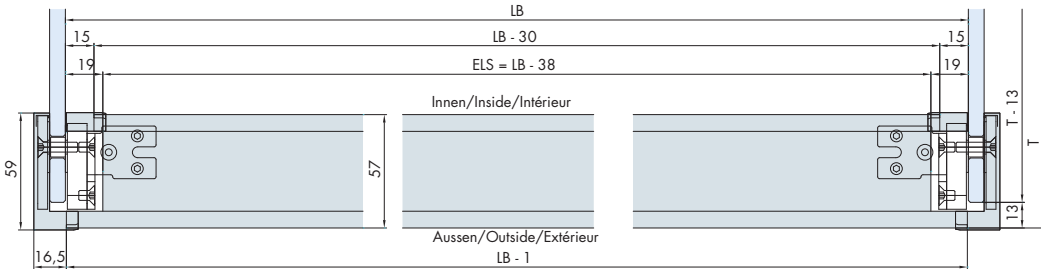 LB
15
LB - 30
15
19
ELS = LB - 38
19
Innen/Inside/Intérieur
T - 13
T
59
57
13
Aussen/Outside/Extérieur
16,5
LB - 1